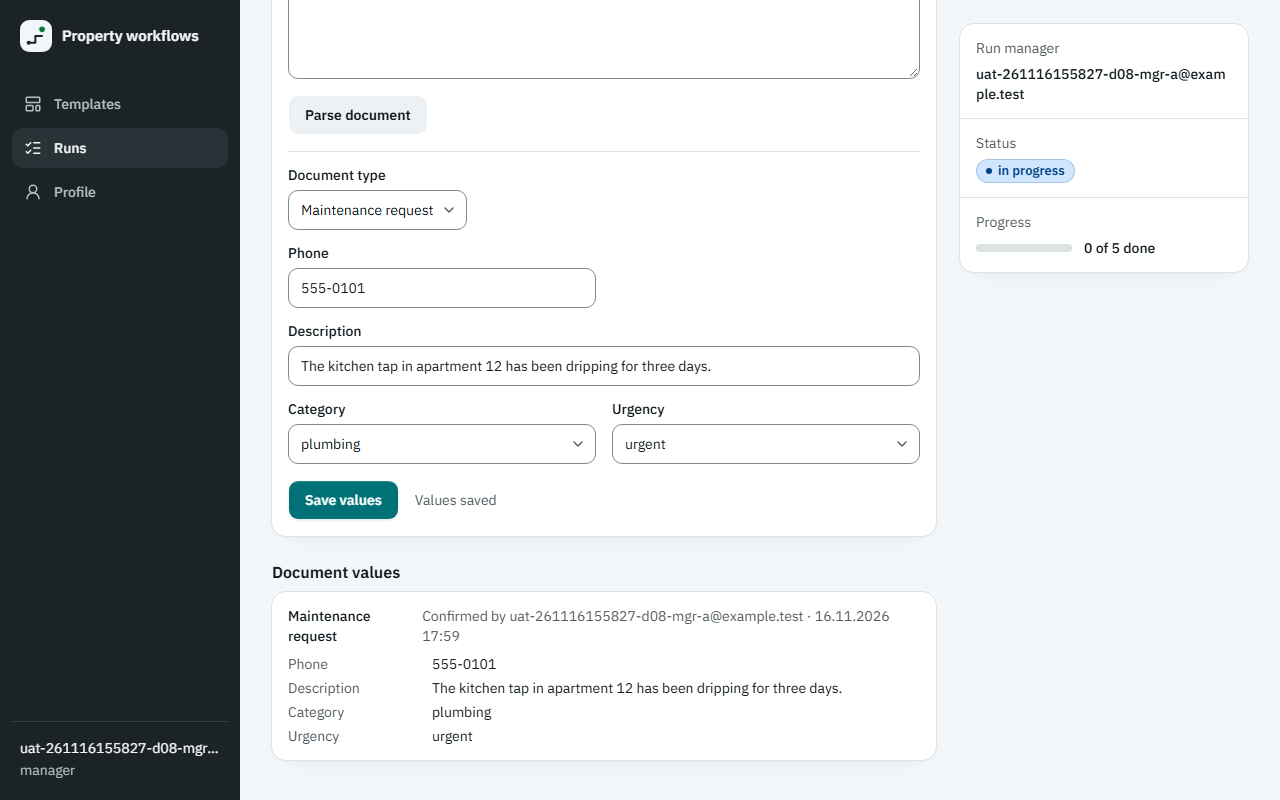 Property workflows
Templates
Runs
Profile
uat-261116155827-d08-mgr...
manager
Parse document
Document type
Maintenance request
Phone
555-0101
Description
The kitchen tap in apartment 12 has been dripping for three days.
Category
Urgency
plumbing
urgent
Save values
Values saved
Document values
Maintenance
request
Confirmed by uat-261116155827-d08-mgr-a@example.test · 16.11.2026
17:59
Phone
555-0101
Description
The kitchen tap in apartment 12 has been dripping for three days.
Category
plumbing
Urgency
urgent
Run manager
uat-261116155827-d08-mgr-a@exam
ple.test
Status
in progress
Progress
0 of 5 done